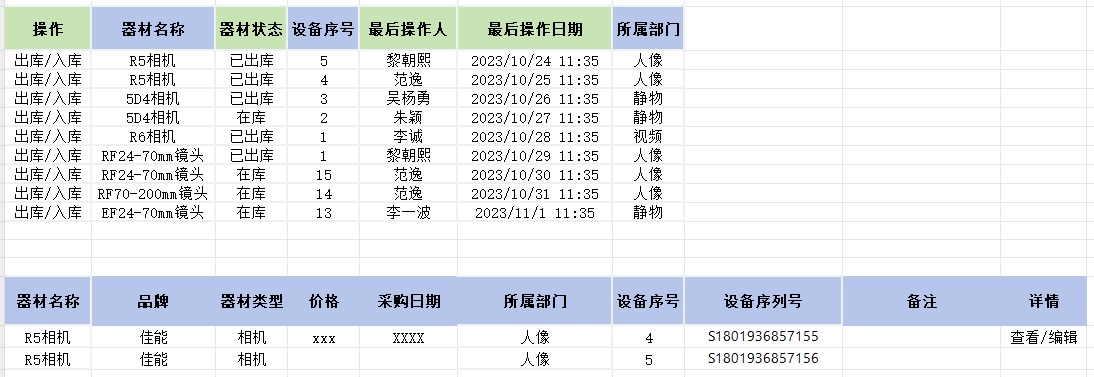 操作 器材名称 器材状态 设备序号 最后操作人 最后操作日期 所属部门
出库/入库 R5相机 已出库 5 黎朝熙 2023/10/24 11:35 人像
出库/入库 R5相机 已出库 4 范逸 2023/10/25 11:35 人像
出库/入库 5D4相机 已出库 3 吴杨勇 2023/10/26 11:35 静物
出库/入库 5D4相机 在库 2 朱颖 2023/10/27 11:35 静物
出库/入库 R6相机 已出库 1 李诚 2023/10/28 11:35 视频
出库/入库 RF24-70mm镜头 已出库 1 黎朝熙 2023/10/29 11:35 人像
出库/入库 RF24-70mm镜头 在库 15 范逸 2023/10/30 11:35 人像
出库/入库 RF70-200mm镜头 在库 14 范逸 2023/10/31 11:35 人像
出库/入库 EF24-70mm镜头 在库 13 李一波 2023/11/1 11:35 静物
器材名称 品牌 器材类型 价格 采购日期 所属部门 设备序号 设备序列号 备注 详情
R5相机 佳能 相机 xxx XXXX 人像 4 S1801936857155 查看/编辑
R5相机 佳能 相机 人像 5 S1801936857156